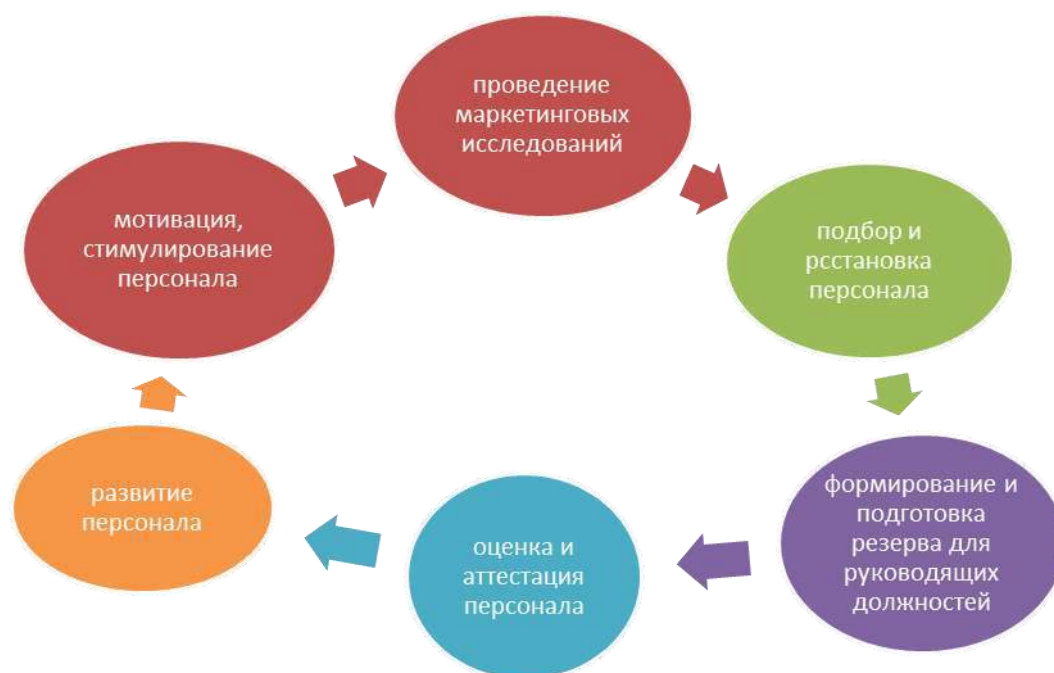 проведение
маркетинговых
исследований
подбор и
рсстановка
персонала
формирование и
подготовка
резерва для
руководящих
должностей
оценка и
аттестация
персонала
развитие
персонала
мотивация,
стимулирование
персонала